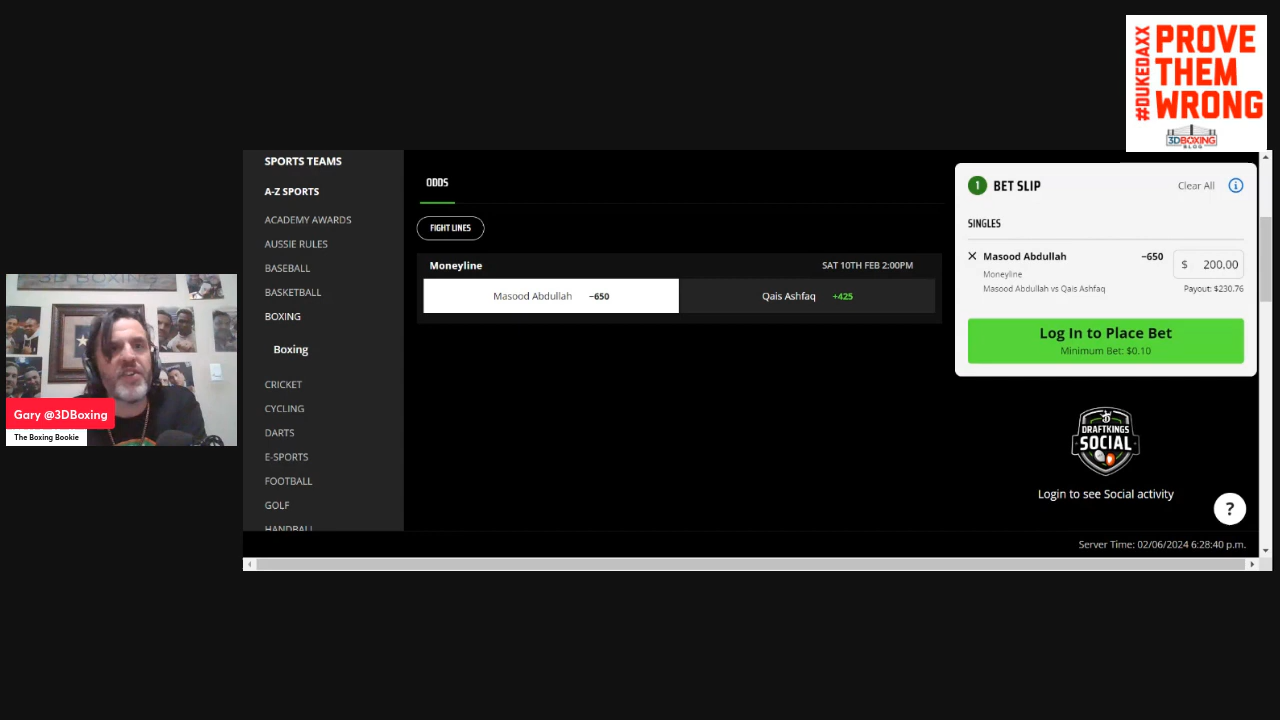 #DUKEDAXX
PROVE
THEM
WRONG
3DBOXING
BLOG
SPORTS TEAMS
A-Z SPORTS
ACADEMY AWARDS
AUSSIE RULES
BASEBALL
BASKETBALL
BOXING
Boxing
CRICKET
CYCLING
DARTS
E-SPORTS
FOOTBALL
GOLF
HANDBALL
ODDS
FIGHT LINES
Moneyline SAT 10TH FEB 2:00PM
Masood Abdullah −650 Qais Ashfaq +425
1 BET SLIP Clear All i
SINGLES
Masood Abdullah −650 $ 200.00
Moneyline
Masood Abdullah vs Qais Ashfaq Payout: $230.76
Log In to Place Bet
Minimum Bet: $0.10
DRAFTKINGS
SOCIAL
Login to see Social activity
?
Server Time: 02/06/2024 6:28:40 p.m.
3D BOXING
Gary @3DBoxing
The Boxing Bookie